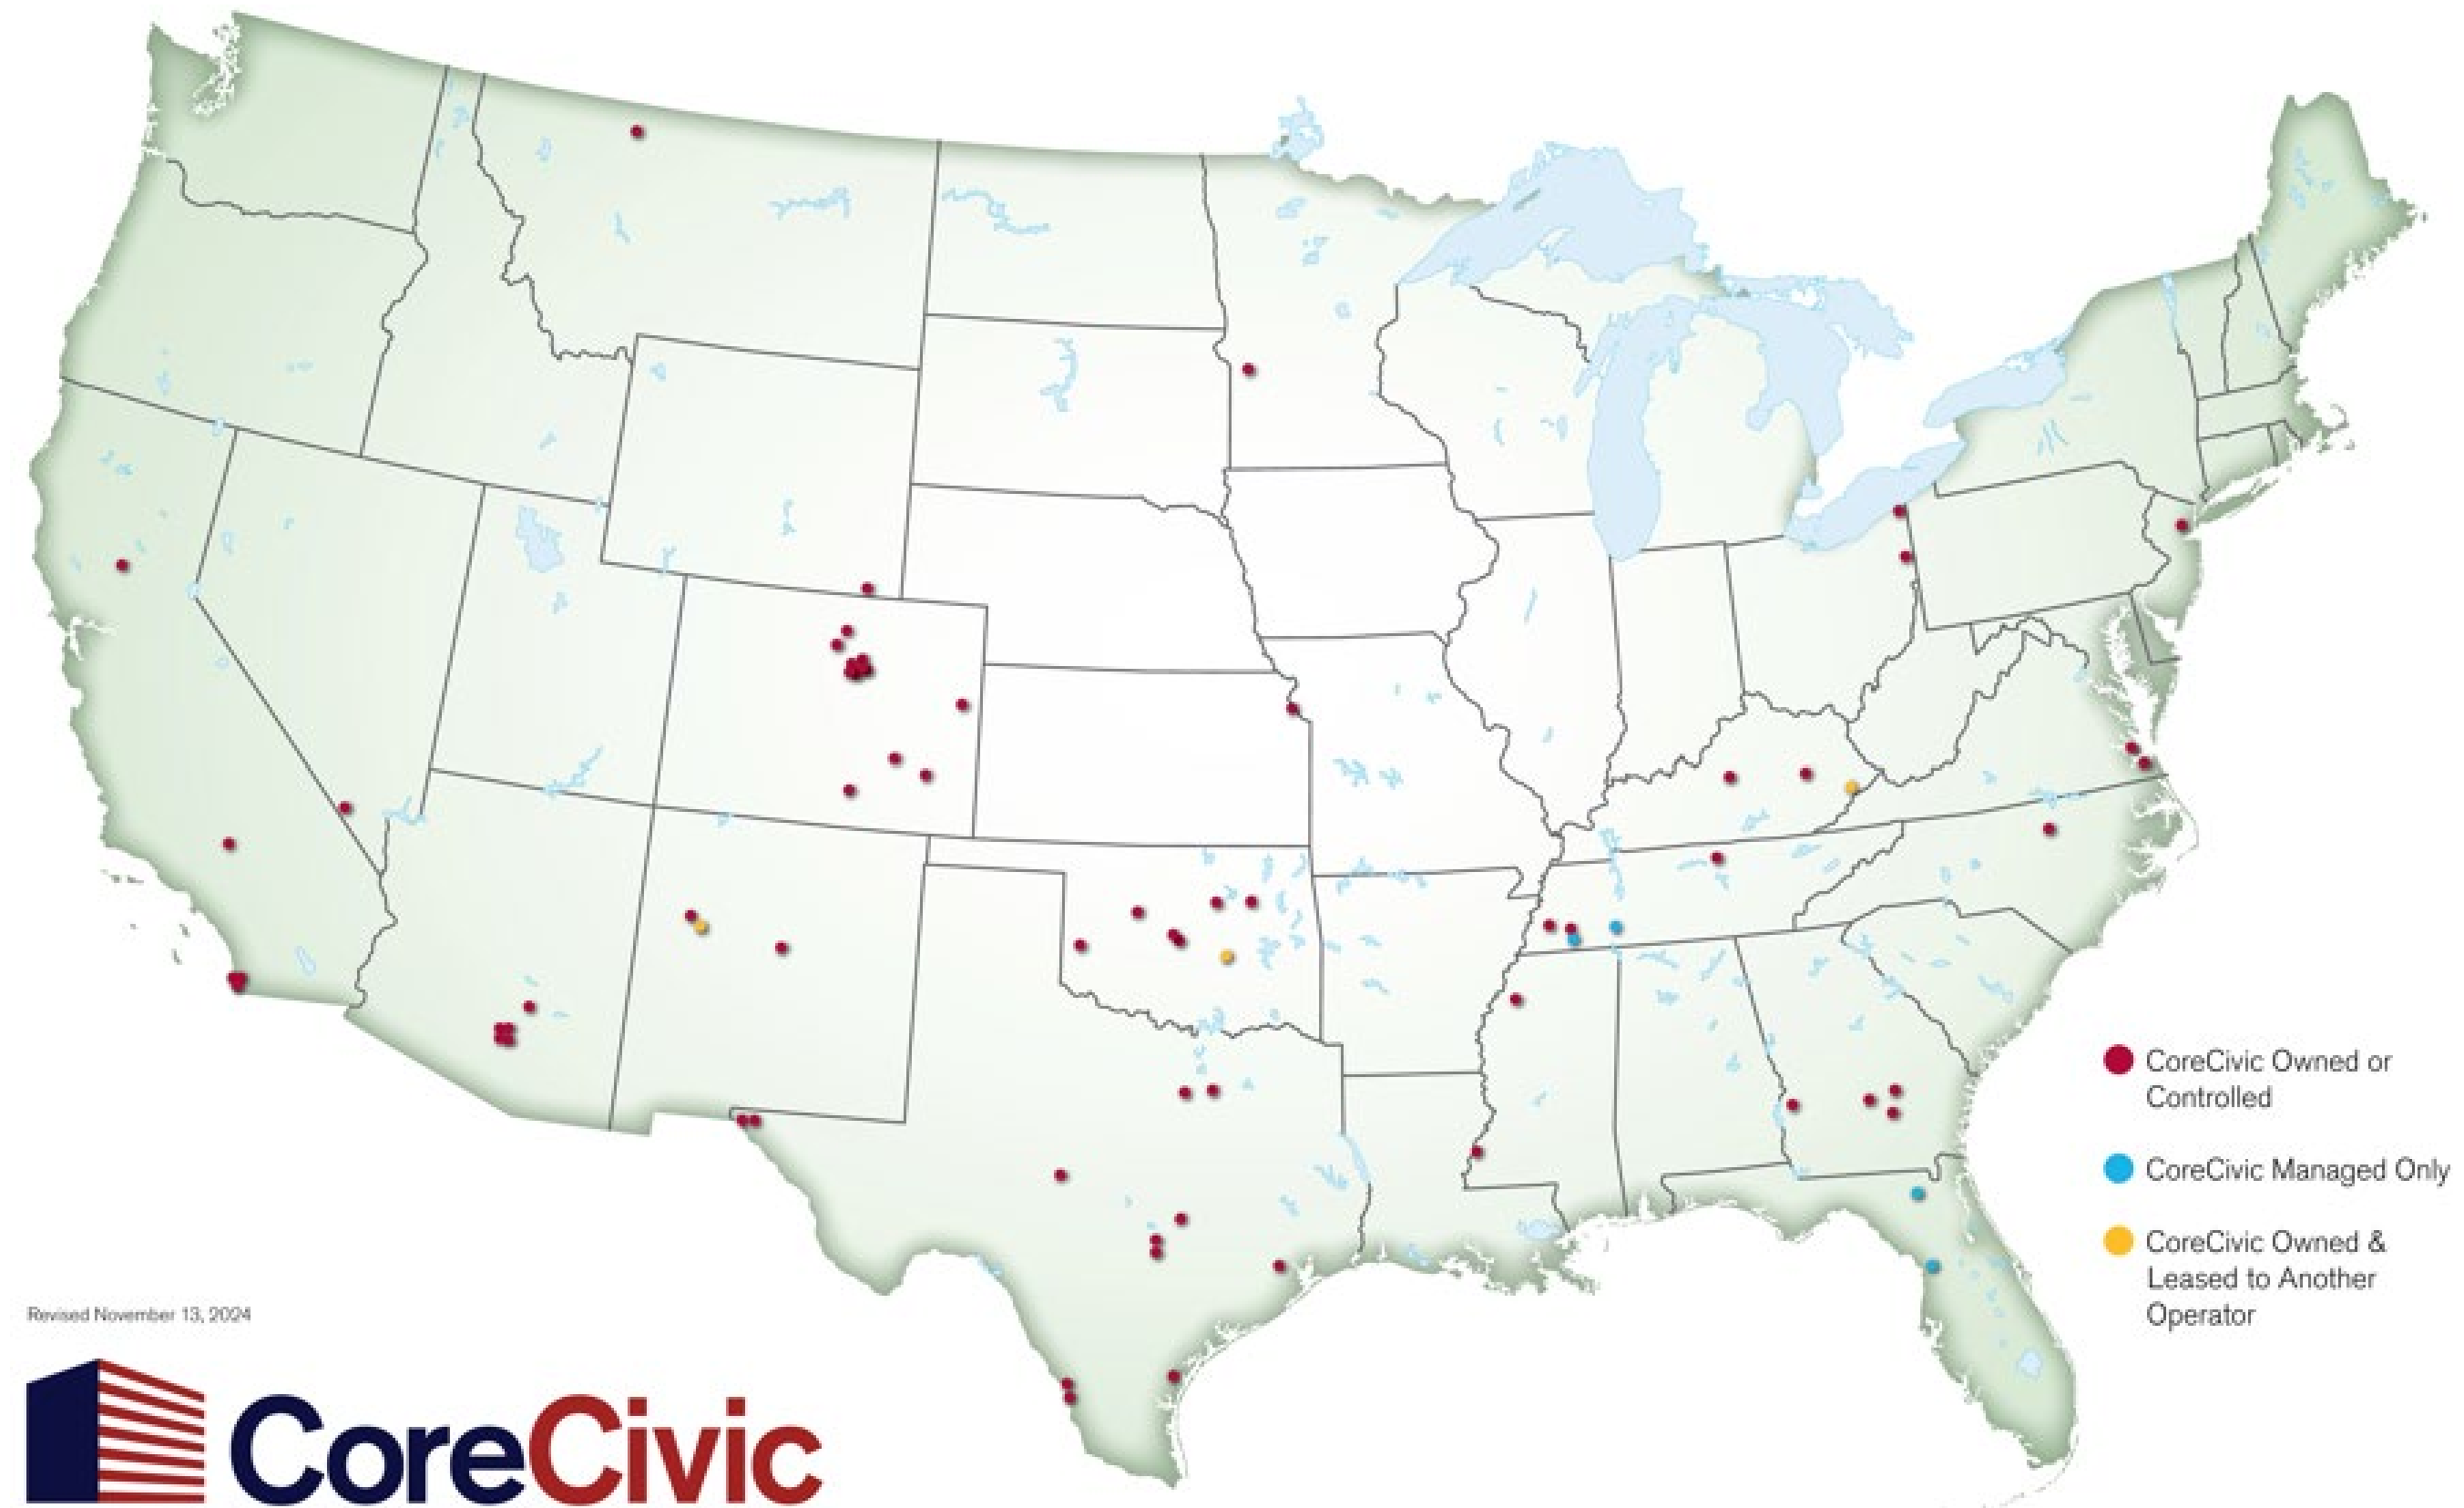 CoreCivic Owned or
Controlled
CoreCivic Managed Only
CoreCivic Owned &
Leased to Another
Operator
Revised November 13, 2024
CoreCivic